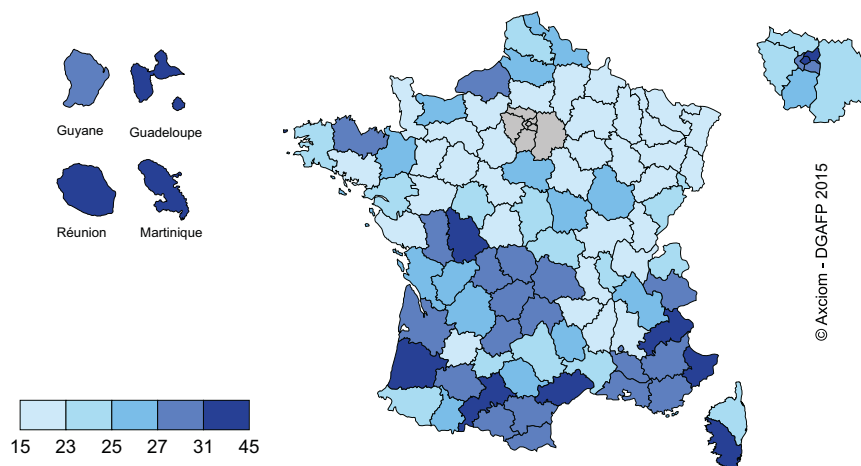 Guyane
Guadeloupe
Réunion
Martinique
15 23 25 27 31 45
© Axciom - DGAFP 2015